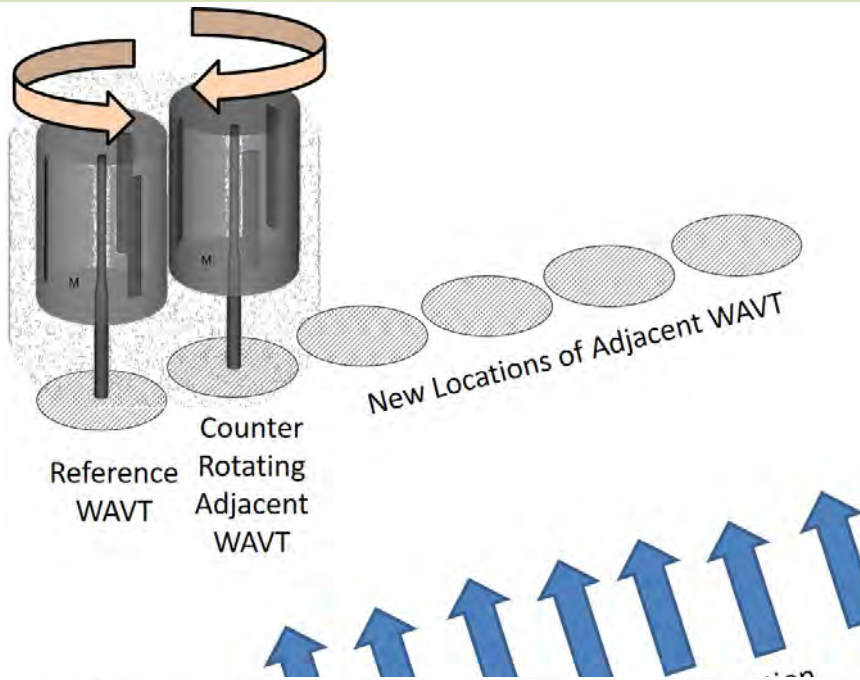 M
M
New Locations of Adjacent WAVT
Reference
WAVT
Counter
Rotating
Adjacent
WAVT